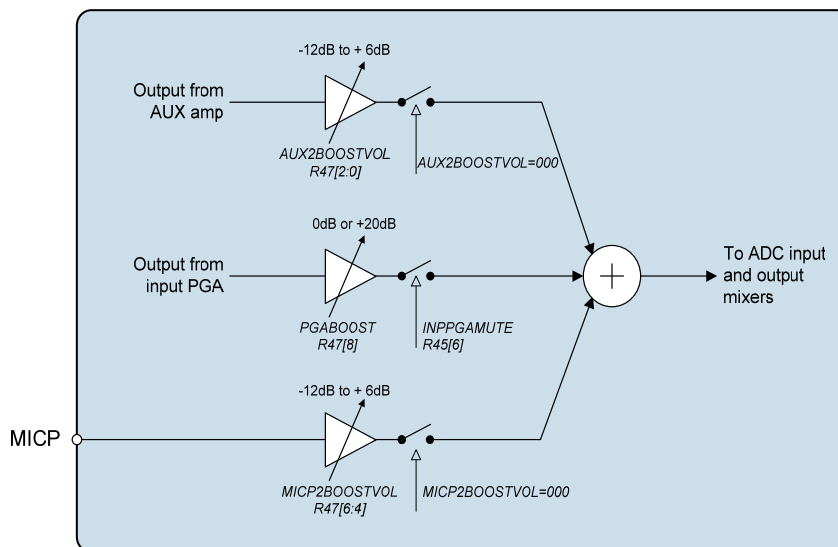 -12dB to + 6dB
Output from
AUX amp
AUX2BOOSTVOL
R47[2:0]
AUX2BOOSTVOL=000
0dB or +20dB
Output from
input PGA
PGABOOST
R47[8]
INPPGAMUTE
R45[6]
+
To ADC input
and output
mixers
-12dB to + 6dB
MICP
MICP2BOOSTVOL
R47[6:4]
MICP2BOOSTVOL=000